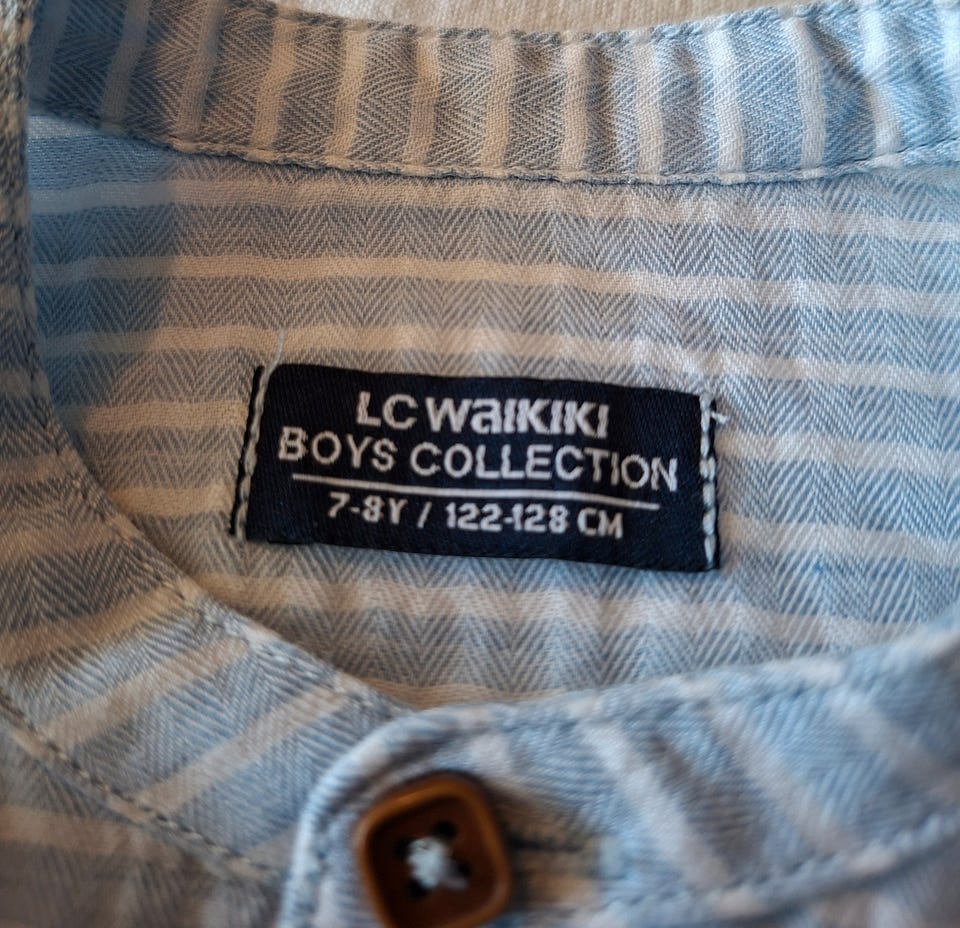 LC WAIKIKI
BOYS COLLECTION
7-8Y / 122-128 CM